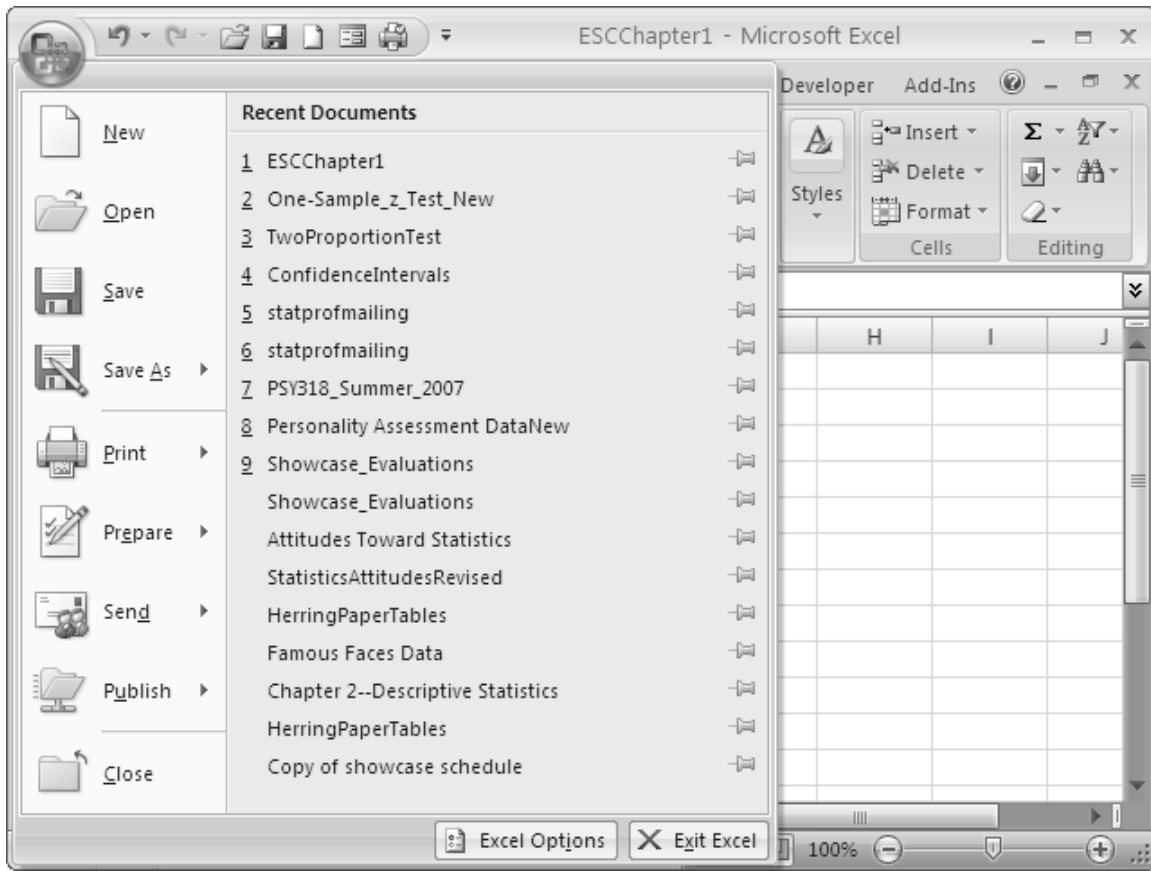 ESCChapter1 - Microsoft Excel
Developer Add-Ins
New
Open
Save
Save As
Print
Prepare
Send
Publish
Close
Recent Documents
1 ESCChapter1
2 One-Sample_z_Test_New
3 TwoProportionTest
4 ConfidenceIntervals
5 statprofmailing
6 statprofmailing
7 PSY318_Summer_2007
8 Personality Assessment DataNew
9 Showcase_Evaluations
Showcase_Evaluations
Attitudes Toward Statistics
StatisticsAttitudesRevised
HerringPaperTables
Famous Faces Data
Chapter 2--Descriptive Statistics
HerringPaperTables
Copy of showcase schedule
Excel Options
Exit Excel
Styles
Insert
Delete
Format
Cells
Σ
Editing
H I J
100%